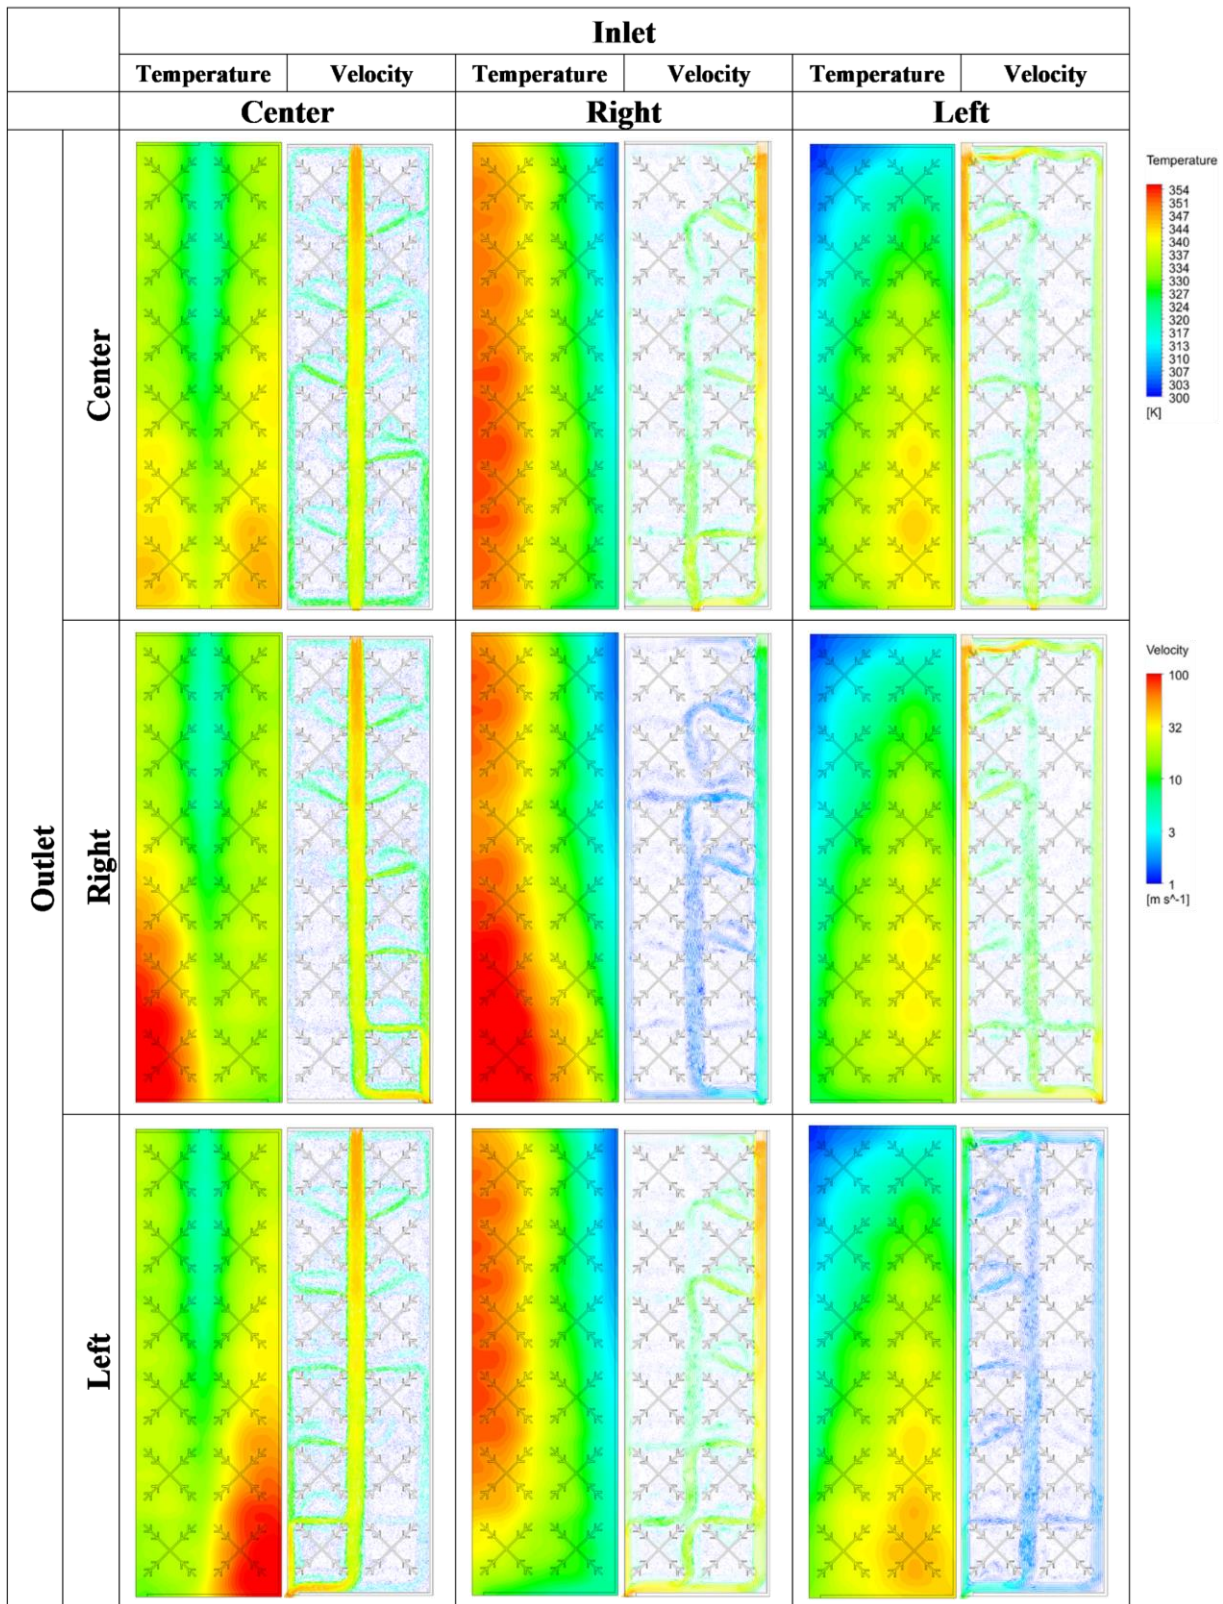 Inlet
Temperature Velocity Temperature Velocity Temperature Velocity
Center Right Left
Outlet
Center
Right
Left
Temperature
354
351
347
344
340
337
334
330
327
324
320
317
313
310
307
303
300
[K]
Velocity
100
32
10
3
1
[m s^-1]